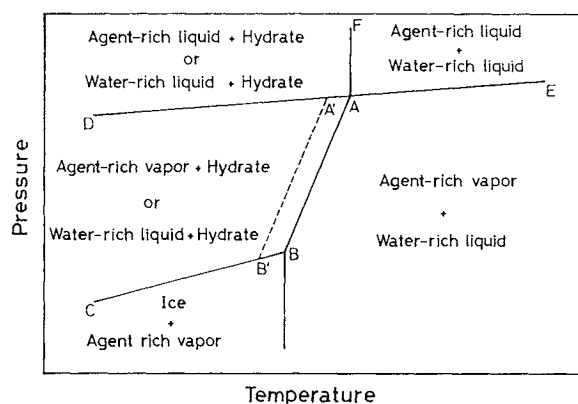 Agent-rich liquid + Hydrate
or
Water-rich liquid + Hydrate
F
Agent-rich liquid
+
Water-rich liquid
D
A'
A
E
Agent-rich vapor + Hydrate
or
Water-rich liquid + Hydrate
Agent-rich vapor
+
Water-rich liquid
B'
B
C
Ice
+
Agent rich vapor
Pressure
Temperature